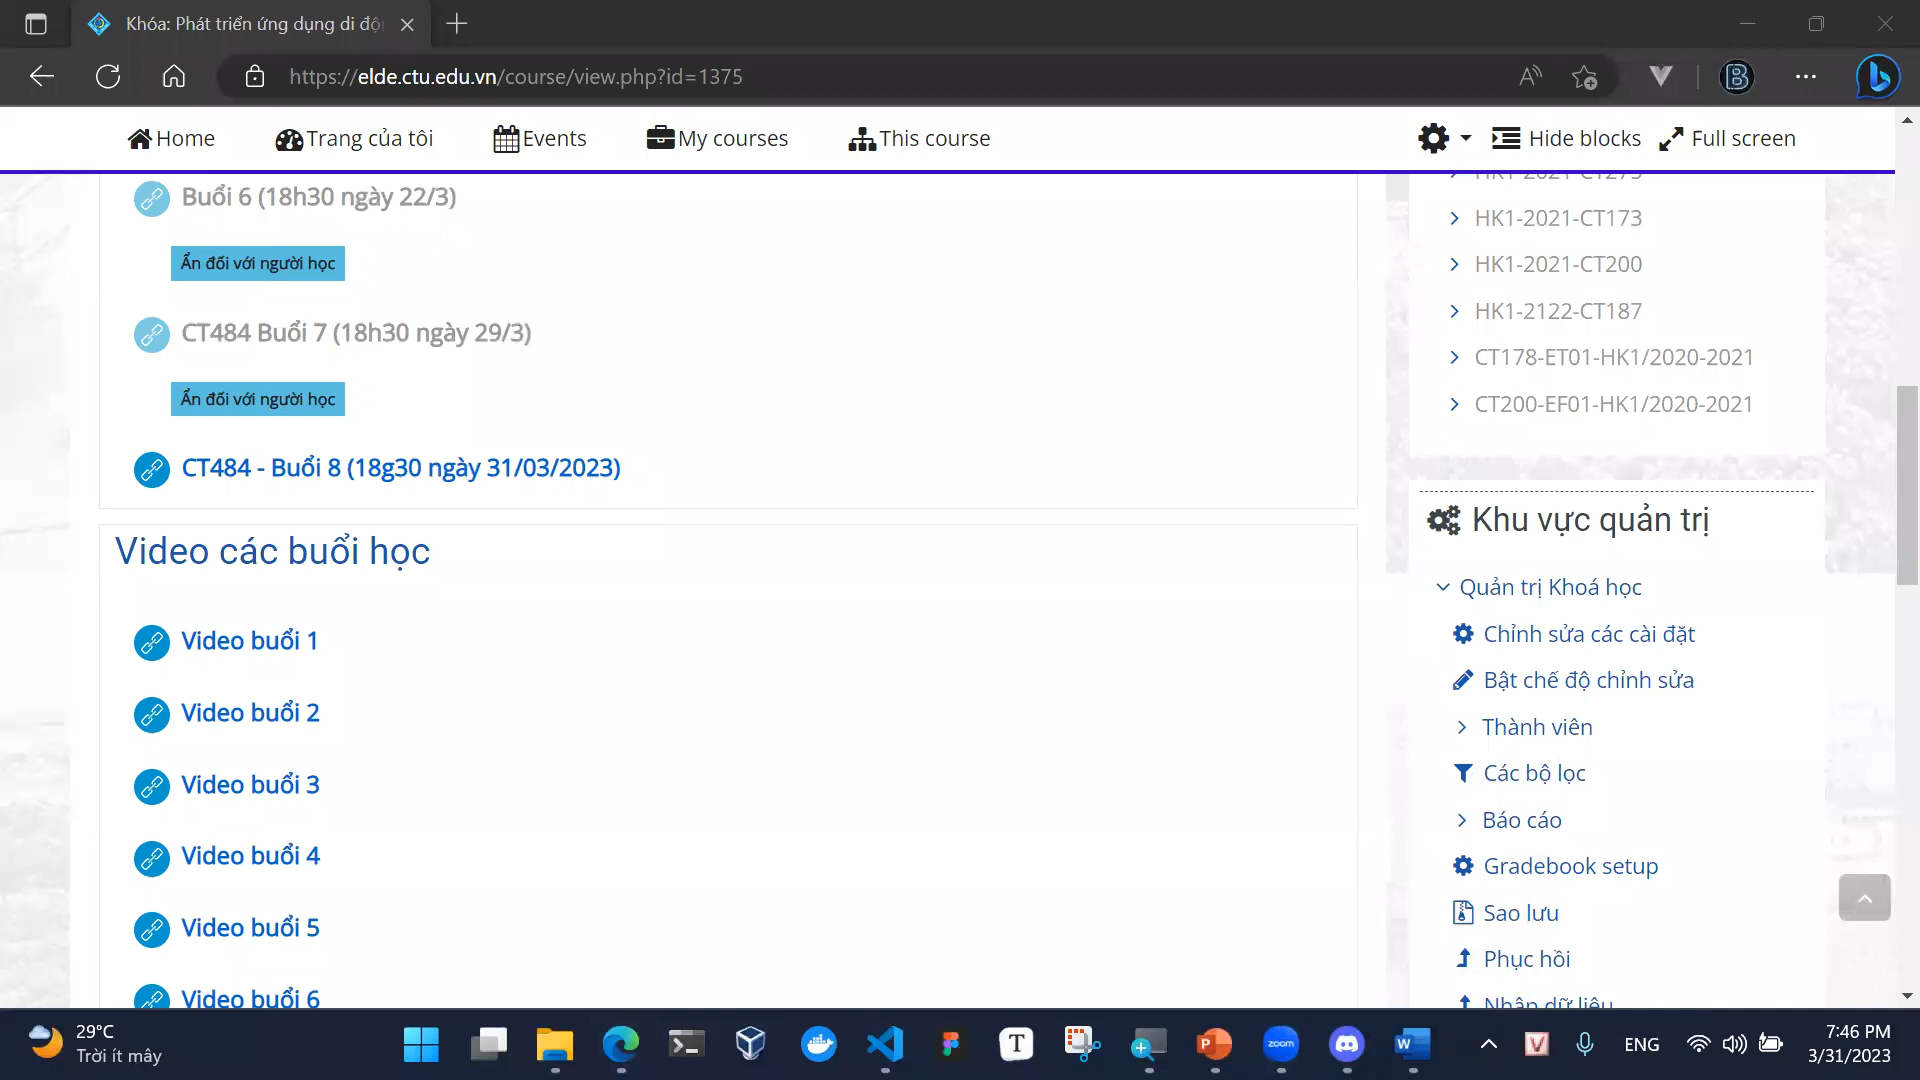 Khóa: Phát triển ứng dụng di độ
https://elde.ctu.edu.vn/course/view.php?id=1375
Home
Trang của tôi
Events
My courses
This course
Hide blocks
Full screen
Buổi 6 (18h30 ngày 22/3)
Ẩn đối với người học
CT484 Buổi 7 (18h30 ngày 29/3)
Ẩn đối với người học
CT484 - Buổi 8 (18g30 ngày 31/03/2023)
Video các buổi học
Video buổi 1
Video buổi 2
Video buổi 3
Video buổi 4
Video buổi 5
Video buổi 6
HK1-2021-CT273
HK1-2021-CT173
HK1-2021-CT200
HK1-2122-CT187
CT178-ET01-HK1/2020-2021
CT200-EF01-HK1/2020-2021
Khu vực quản trị
Quản trị Khoá học
Chỉnh sửa các cài đặt
Bật chế độ chỉnh sửa
Thành viên
Các bộ lọc
Báo cáo
Gradebook setup
Sao lưu
Phục hồi
Nhập dữ liệu
29°C
Trời ít mây
zoom
ENG
7:46 PM
3/31/2023